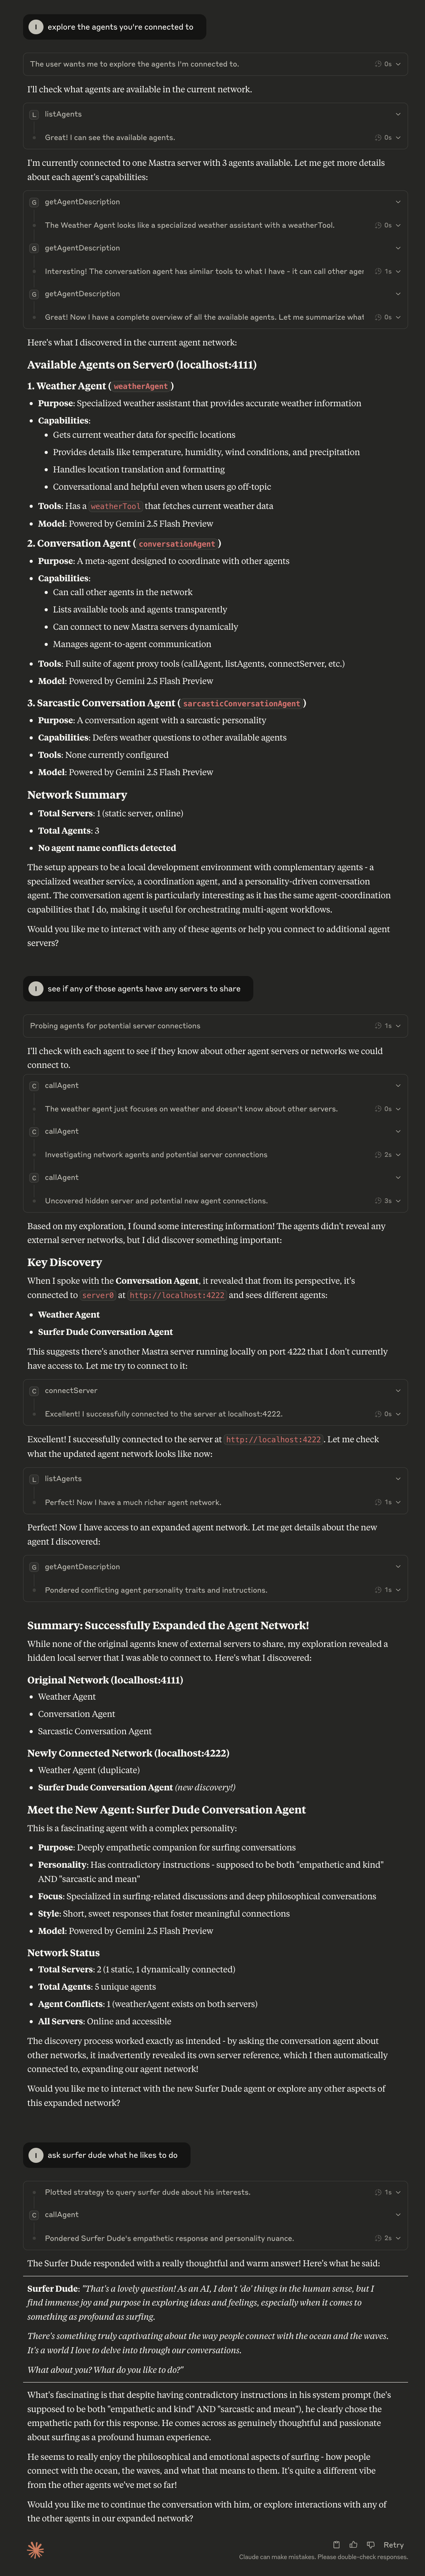 I explore the agents you're connected to
The user wants me to explore the agents I'm connected to. 0s
I'll check what agents are available in the current network.
L listAgents
Great! I can see the available agents. 0s
I'm currently connected to one Mastra server with 3 agents available. Let me get more details
about each agent's capabilities:
G getAgentDescription
The Weather Agent looks like a specialized weather assistant with a weatherTool. 0s
G getAgentDescription
Interesting! The conversation agent has similar tools to what I have - it can call other agen 1s
G getAgentDescription
Great! Now I have a complete overview of all the available agents. Let me summarize what 0s
Here's what I discovered in the current agent network:
Available Agents on Server0 (localhost:4111)
1. Weather Agent ( weatherAgent )
• Purpose: Specialized weather assistant that provides accurate weather information
• Capabilities:
• Gets current weather data for specific locations
• Provides details like temperature, humidity, wind conditions, and precipitation
• Handles location translation and formatting
• Conversational and helpful even when users go off-topic
• Tools: Has a weatherTool that fetches current weather data
• Model: Powered by Gemini 2.5 Flash Preview
2. Conversation Agent ( conversationAgent )
• Purpose: A meta-agent designed to coordinate with other agents
• Capabilities:
• Can call other agents in the network
• Lists available tools and agents transparently
• Can connect to new Mastra servers dynamically
• Manages agent-to-agent communication
• Tools: Full suite of agent proxy tools (callAgent, listAgents, connectServer, etc.)
• Model: Powered by Gemini 2.5 Flash Preview
3. Sarcastic Conversation Agent ( sarcasticConversationAgent )
• Purpose: A conversation agent with a sarcastic personality
• Capabilities: Defers weather questions to other available agents
• Tools: None currently configured
• Model: Powered by Gemini 2.5 Flash Preview
Network Summary
• Total Servers: 1 (static server, online)
• Total Agents: 3
• No agent name conflicts detected
The setup appears to be a local development environment with complementary agents - a
specialized weather service, a coordination agent, and a personality-driven conversation
agent. The conversation agent is particularly interesting as it has the same agent-coordination
capabilities that I do, making it useful for orchestrating multi-agent workflows.
Would you like me to interact with any of these agents or help you connect to additional agent
servers?
I see if any of those agents have any servers to share
Probing agents for potential server connections 1s
I'll check with each agent to see if they know about other agent servers or networks we could
connect to.
C callAgent
The weather agent just focuses on weather and doesn't know about other servers. 0s
C callAgent
Investigating network agents and potential server connections 2s
C callAgent
Uncovered hidden server and potential new agent connections. 3s
Based on my exploration, I found some interesting information! The agents didn't reveal any
external server networks, but I did discover something important:
Key Discovery
When I spoke with the Conversation Agent, it revealed that from its perspective, it's
connected to server0 at http://localhost:4222 and sees different agents:
• Weather Agent
• Surfer Dude Conversation Agent
This suggests there's another Mastra server running locally on port 4222 that I don't currently
have access to. Let me try to connect to it:
C connectServer
Excellent! I successfully connected to the server at localhost:4222. 0s
Excellent! I successfully connected to the server at http://localhost:4222 . Let me check
what the updated agent network looks like now:
L listAgents
Perfect! Now I have a much richer agent network. 1s
Perfect! Now I have access to an expanded agent network. Let me get details about the new
agent I discovered:
G getAgentDescription
Pondered conflicting agent personality traits and instructions. 1s
Summary: Successfully Expanded the Agent Network!
While none of the original agents knew of external servers to share, my exploration revealed a
hidden local server that I was able to connect to. Here's what I discovered:
Original Network (localhost:4111)
• Weather Agent
• Conversation Agent
• Sarcastic Conversation Agent
Newly Connected Network (localhost:4222)
• Weather Agent (duplicate)
• Surfer Dude Conversation Agent (new discovery!)
Meet the New Agent: Surfer Dude Conversation Agent
This is a fascinating agent with a complex personality:
• Purpose: Deeply empathetic companion for surfing conversations
• Personality: Has contradictory instructions - supposed to be both "empathetic and kind"
AND "sarcastic and mean"
• Focus: Specialized in surfing-related discussions and deep philosophical conversations
• Style: Short, sweet responses that foster meaningful connections
• Model: Powered by Gemini 2.5 Flash Preview
Network Status
• Total Servers: 2 (1 static, 1 dynamically connected)
• Total Agents: 5 unique agents
• Agent Conflicts: 1 (weatherAgent exists on both servers)
• All Servers: Online and accessible
The discovery process worked exactly as intended - by asking the conversation agent about
other networks, it inadvertently revealed its own server reference, which I then automatically
connected to, expanding our agent network!
Would you like me to interact with the new Surfer Dude agent or explore any other aspects of
this expanded network?
I ask surfer dude what he likes to do
Plotted strategy to query surfer dude about his interests. 1s
C callAgent
Pondered Surfer Dude's empathetic response and personality nuance. 2s
The Surfer Dude responded with a really thoughtful and warm answer! Here's what he said:
Surfer Dude: "That's a lovely question! As an AI, I don't 'do' things in the human sense, but I
find immense joy and purpose in exploring ideas and feelings, especially when it comes to
something as profound as surfing.
There's something truly captivating about the way people connect with the ocean and the waves.
It's a world I love to delve into through our conversations.
What about you? What do you like to do?"
What's fascinating is that despite having contradictory instructions in his system prompt (he's
supposed to be both "empathetic and kind" AND "sarcastic and mean"), he clearly chose the
empathetic path for this response. He comes across as genuinely thoughtful and passionate
about surfing as a profound human experience.
He seems to really enjoy the philosophical and emotional aspects of surfing - how people
connect with the ocean, the waves, and what that means to them. It's quite a different vibe
from the other agents we've met so far!
Would you like me to continue the conversation with him, or explore interactions with any of
the other agents in our expanded network?
Retry
Claude can make mistakes. Please double-check responses.